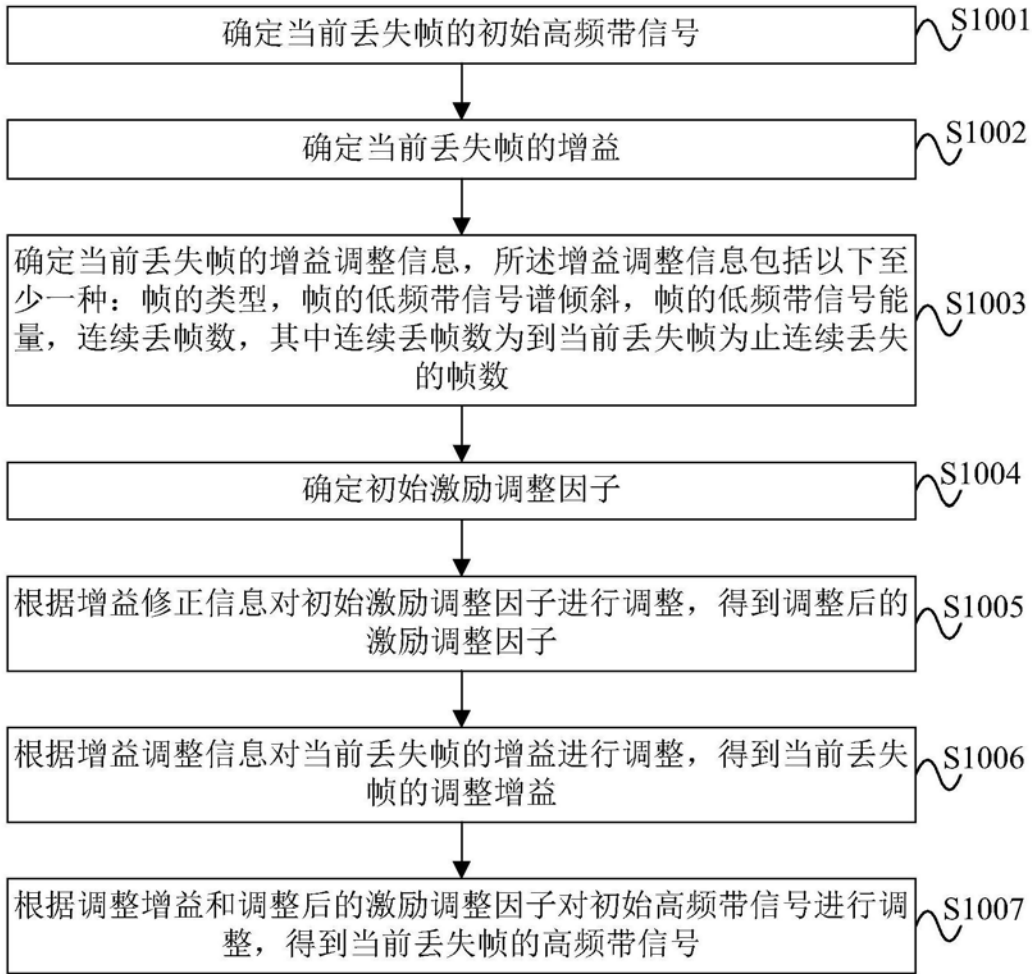 确定当前丢失帧的初始高频带信号
S1001
确定当前丢失帧的增益
S1002
确定当前丢失帧的增益调整信息，所述增益调整信息包括以下至
少一种：帧的类型，帧的低频带信号谱倾斜，帧的低频带信号能
量，连续丢帧数，其中连续丢帧数为到当前丢失帧为止连续丢失
的帧数
S1003
确定初始激励调整因子
S1004
根据增益修正信息对初始激励调整因子进行调整，得到调整后的
激励调整因子
S1005
根据增益调整信息对当前丢失帧的增益进行调整，得到当前丢失
帧的调整增益
S1006
根据调整增益和调整后的激励调整因子对初始高频带信号进行调
整，得到当前丢失帧的高频带信号
S1007